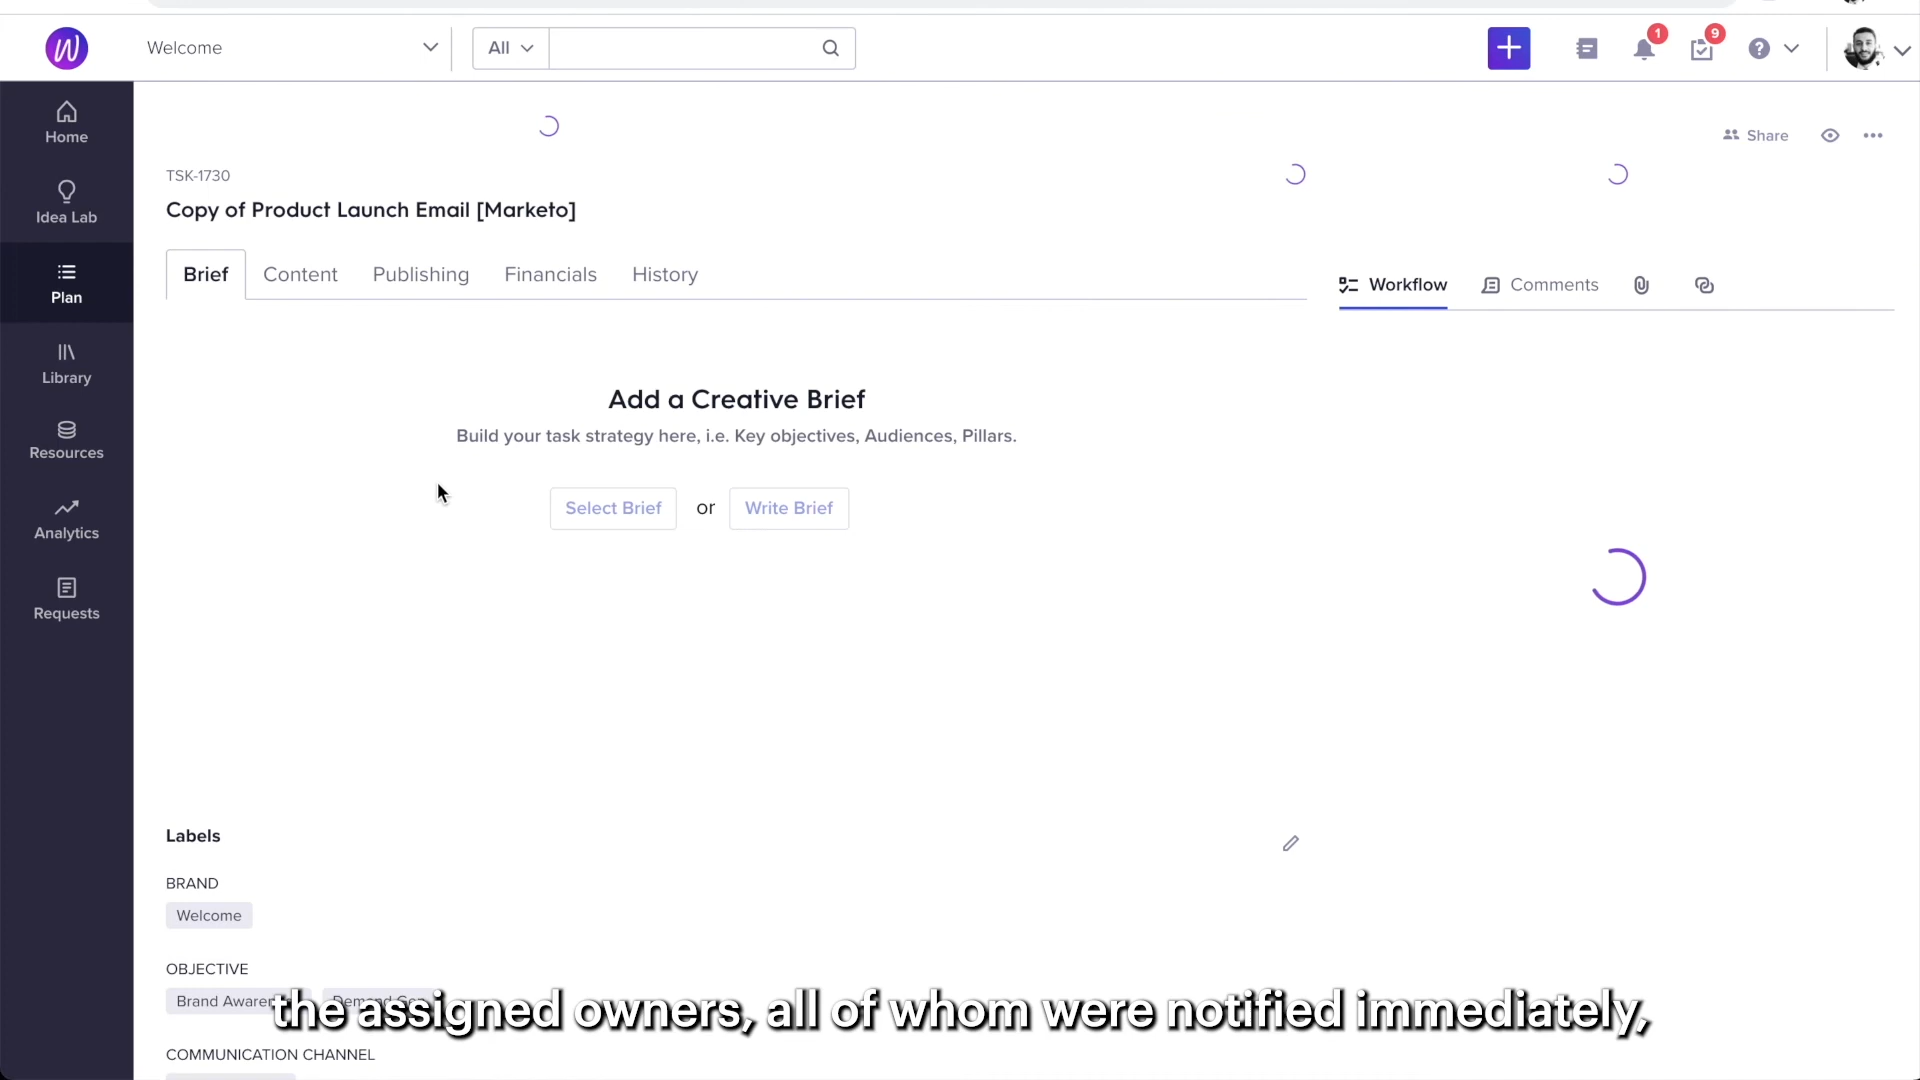 Welcome
All
1
9
Home
Idea Lab
Plan
Library
Resources
Analytics
Requests
Share
TSK-1730
Copy of Product Launch Email [Marketo]
Brief Content Publishing Financials History
Workflow Comments
Add a Creative Brief
Build your task strategy here, i.e. Key objectives, Audiences, Pillars.
Select Brief or Write Brief
Labels
BRAND
Welcome
OBJECTIVE
the assigned owners, all of whom were notified immediately,
COMMUNICATION CHANNEL